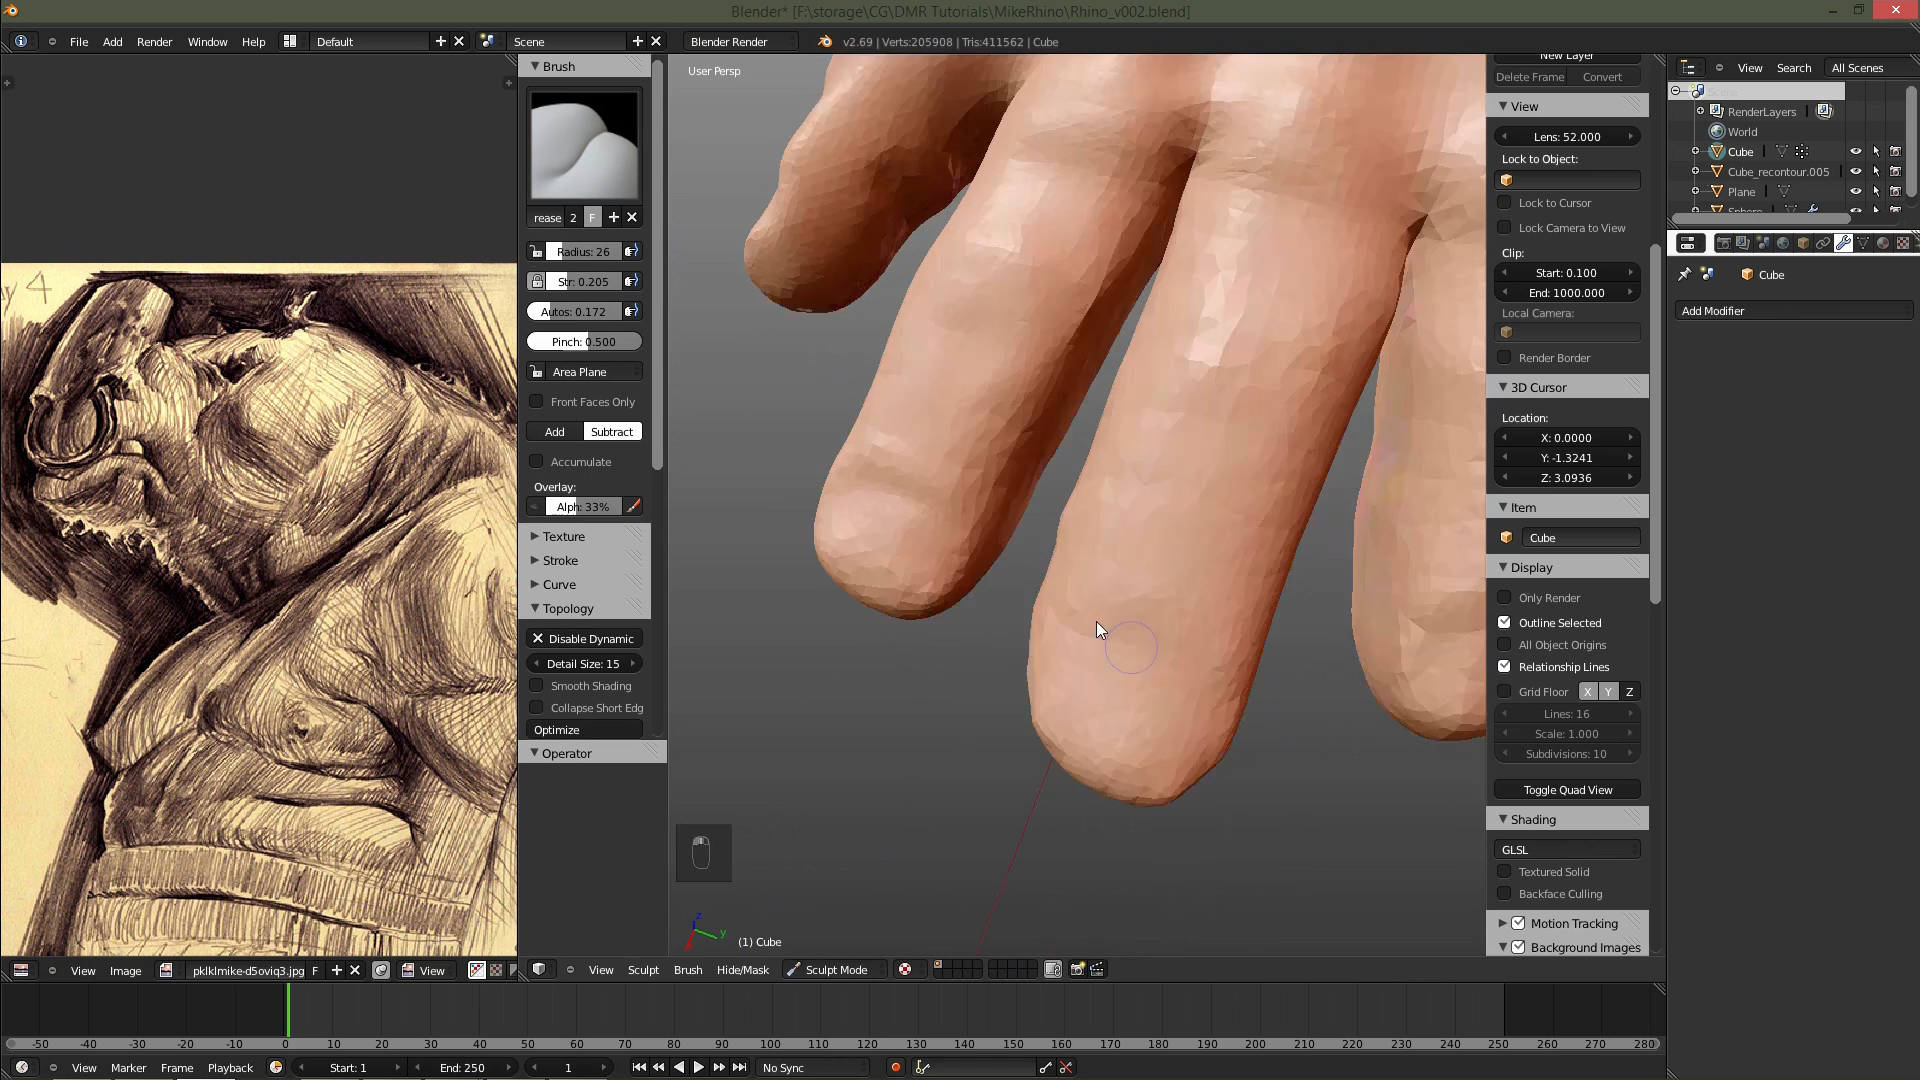 Blender* [F:\storage\CG\DMR Tutorials\MikeRhino\Rhino_v002.blend]
File Add Render Window Help Default Scene Blender Render v2.69 | Verts:205908 | Tris:411562 | Cube
Brush
rease 2 F
Radius: 26
Str: 0.205
Autos: 0.172
Pinch: 0.500
Area Plane
Front Faces Only
Add Subtract
Accumulate
Overlay:
Alph: 33%
Texture
Stroke
Curve
Topology
Disable Dynamic
Detail Size: 15
Smooth Shading
Collapse Short Edg
Optimize
Operator
User Persp
z
y
(1) Cube
New Layer
Delete Frame Convert
View
Lens: 52.000
Lock to Object:
Lock to Cursor
Lock Camera to View
Clip:
Start: 0.100
End: 1000.000
Local Camera:
Render Border
3D Cursor
Location:
X: 0.0000
Y: -1.3241
Z: 3.0936
Item
Cube
Display
Only Render
Outline Selected
All Object Origins
Relationship Lines
Grid Floor X Y Z
Lines: 16
Scale: 1.000
Subdivisions: 10
Toggle Quad View
Shading
GLSL
Textured Solid
Backface Culling
Motion Tracking
Background Images
View Search All Scenes
Scene
RenderLayers
World
Cube
Cube_recontour.005
Plane
Sphere
Cube
Add Modifier
View Image pklklmike-d5oviq3.jpg F View
View Sculpt Brush Hide/Mask Sculpt Mode
-50 -40 -30 -20 -10 0 10 20 30 40 50 60 70 80 90 100 110 120 130 140 150 160 170 180 190 200 210 220 230 240 250 260 270 280
View Marker Frame Playback Start: 1 End: 250 1 No Sync